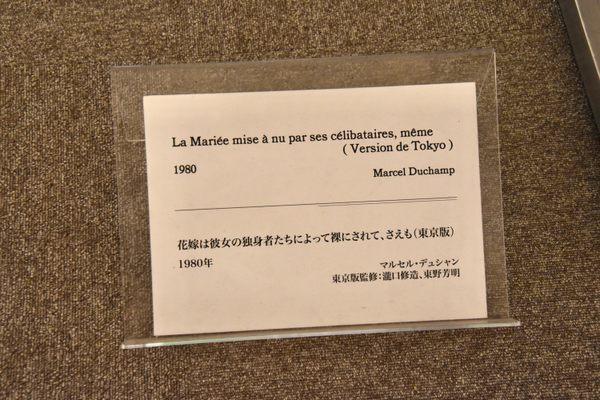 La Mariée mise à nu par ses célibataires, même
( Version de Tokyo )
1980
Marcel Duchamp
花嫁は彼女の独身者たちによって裸にされて、さえも(東京版)
1980年
マルセル・デュシャン
東京版監修:瀧口修造、東野芳明